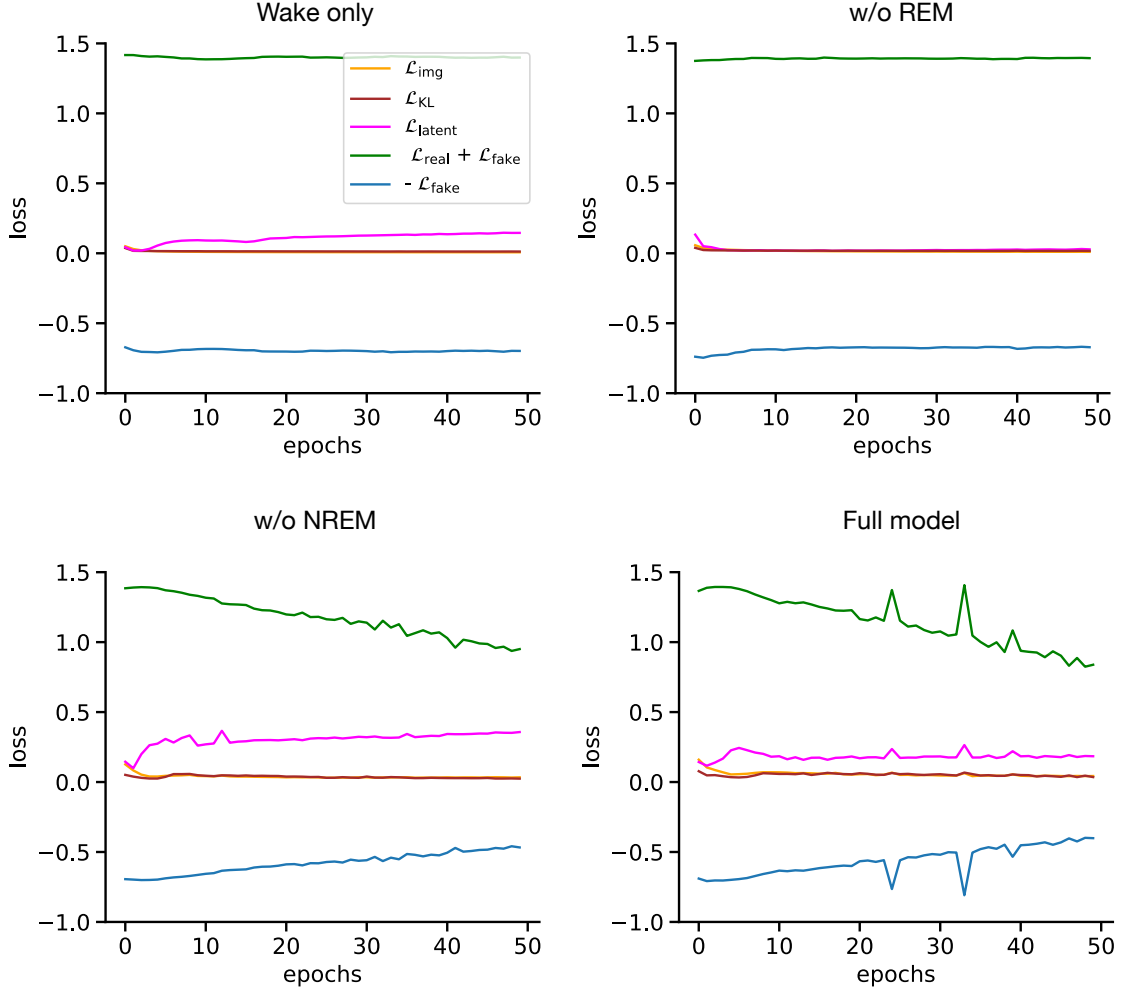 Wake only
1.5
1.0
0.5
0.0
−0.5
−1.0
loss
0 10 20 30 40 50
epochs
ℒimg
ℒKL
ℒlatent
ℒreal + ℒfake
- ℒfake
w/o REM
1.5
1.0
0.5
0.0
−0.5
−1.0
loss
0 10 20 30 40 50
epochs
w/o NREM
1.5
1.0
0.5
0.0
−0.5
−1.0
loss
0 10 20 30 40 50
epochs
Full model
1.5
1.0
0.5
0.0
−0.5
−1.0
loss
0 10 20 30 40 50
epochs